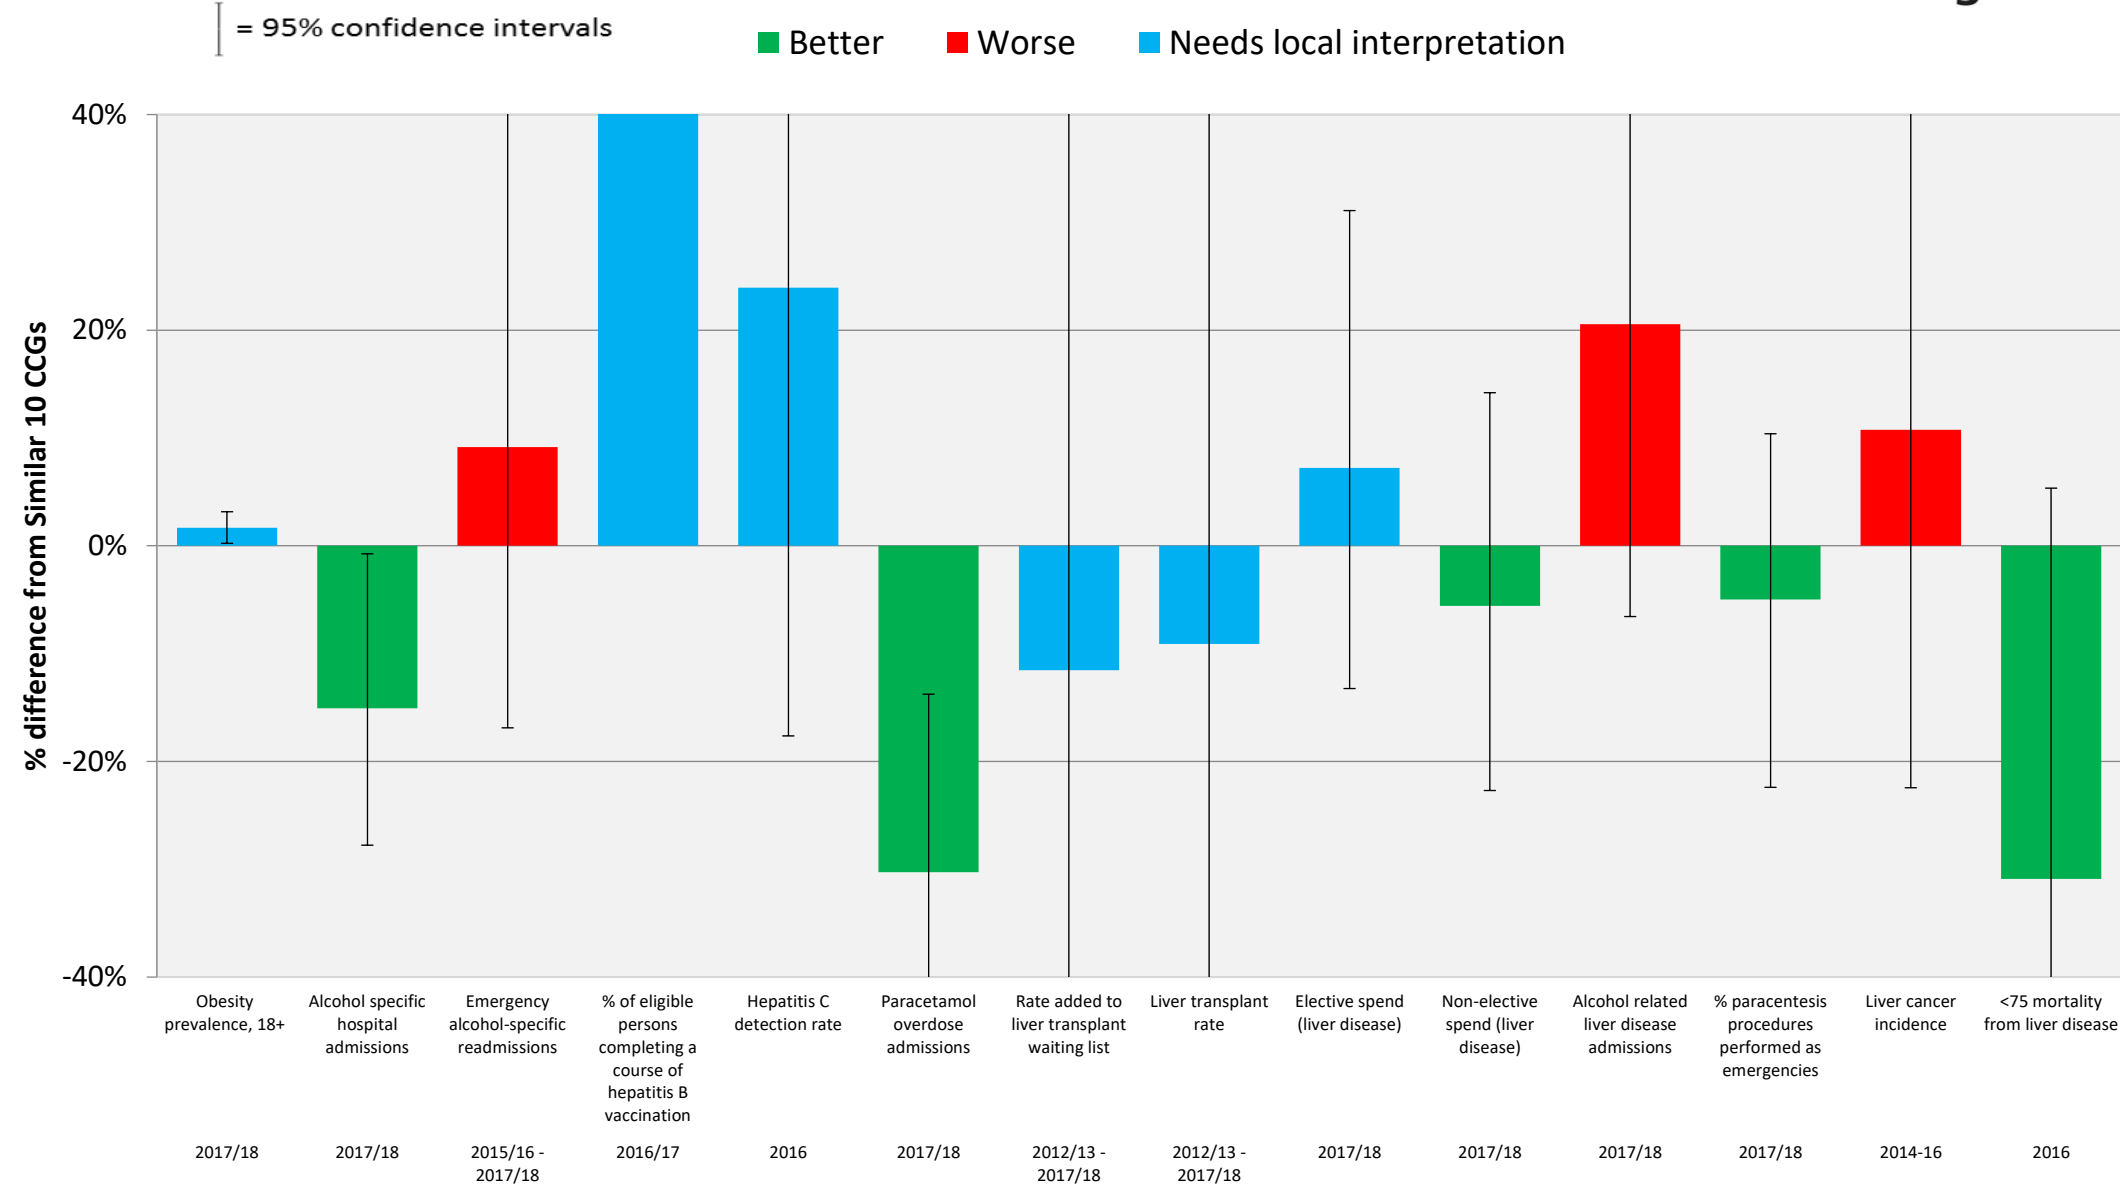 = 95% confidence intervals
Better
Worse
Needs local interpretation
% difference from Similar 10 CCGs
40%
20%
0%
-20%
-40%
Obesity
prevalence, 18+
2017/18
Alcohol specific
hospital
admissions
2017/18
Emergency
alcohol-specific
readmissions
2015/16 -
2017/18
% of eligible
persons
completing a
course of
hepatitis B
vaccination
2016/17
Hepatitis C
detection rate
2016
Paracetamol
overdose
admissions
2017/18
Rate added to
liver transplant
waiting list
2012/13 -
2017/18
Liver transplant
rate
2012/13 -
2017/18
Elective spend
(liver disease)
2017/18
Non-elective
spend (liver
disease)
2017/18
Alcohol related
liver disease
admissions
2017/18
% paracentesis
procedures
performed as
emergencies
2017/18
Liver cancer
incidence
2014-16
<75 mortality
from liver disease
2016